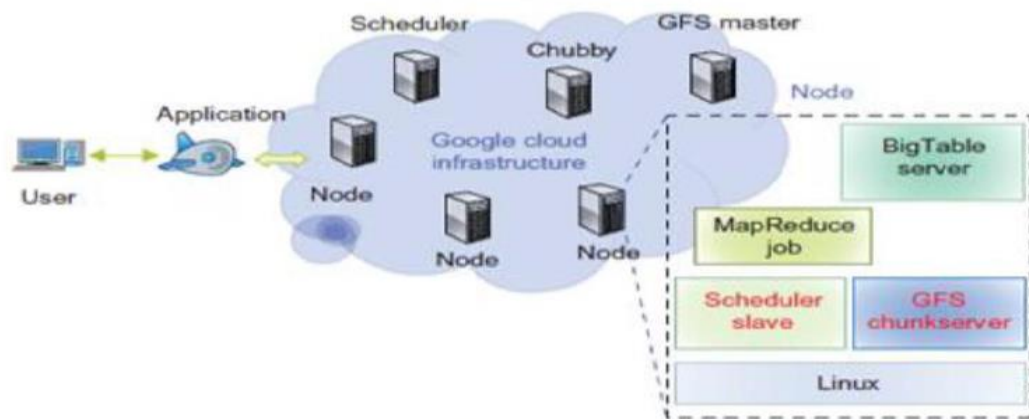 Scheduler
GFS master
Chubby
Node
Application
Google cloud
infrastructure
User
Node
Node
Node
BigTable
server
MapReduce
job
Scheduler
slave
GFS
chunkserver
Linux